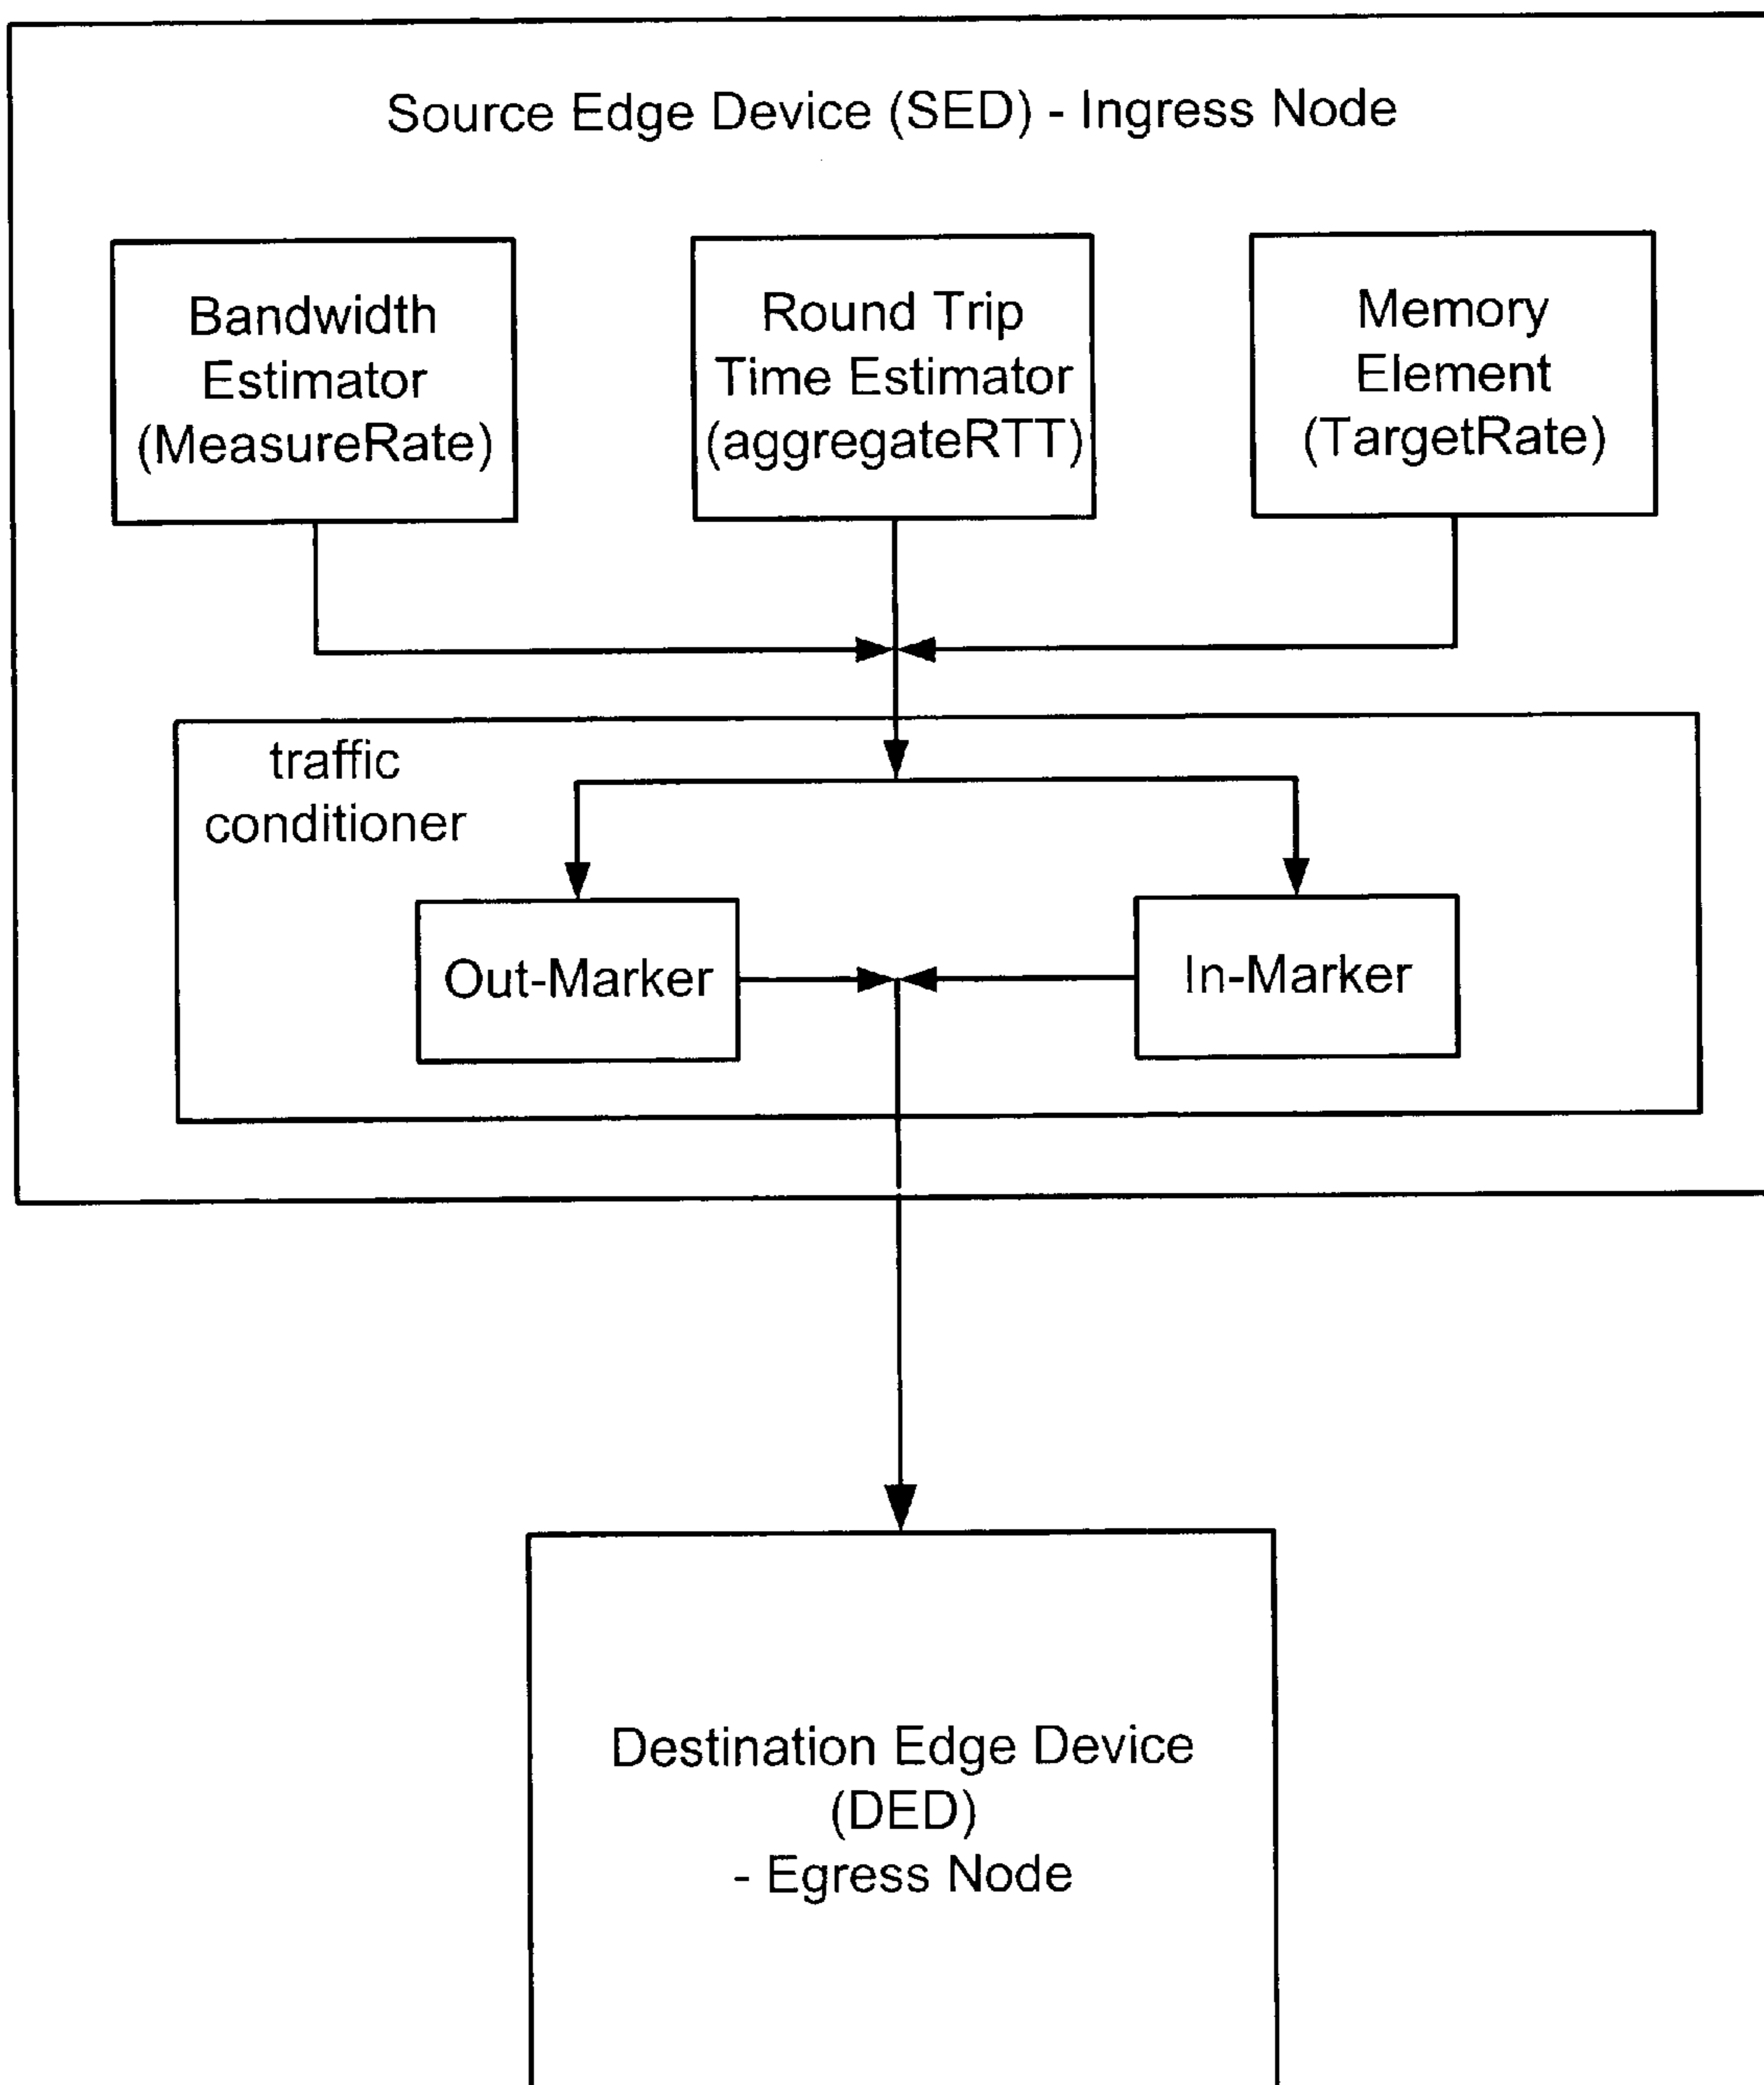 Source Edge Device (SED) - Ingress Node
Bandwidth
Estimator
(MeasureRate)
Round Trip
Time Estimator
(aggregateRTT)
Memory
Element
(TargetRate)
traffic
conditioner
Out-Marker
In-Marker
Destination Edge Device
(DED)
- Egress Node